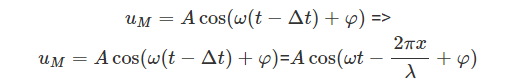 u_M = A cos(ω(t − Δt) + φ) =>
u_M = A cos(ω(t − Δt) + φ)=A cos(ωt − 2πx/λ + φ)